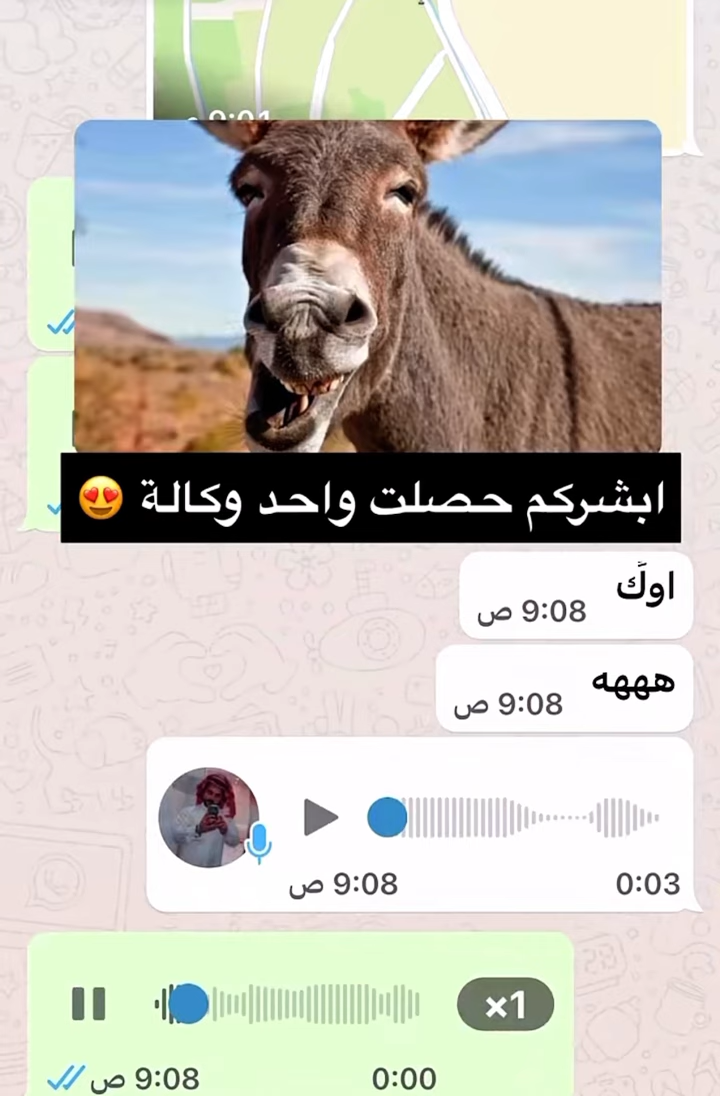 ابشركم حصلت واحد وكالة 😍
اوكَ
9:08 ص
هههه
9:08 ص
0:03
9:08 ص
×1
0:00
9:08 ص